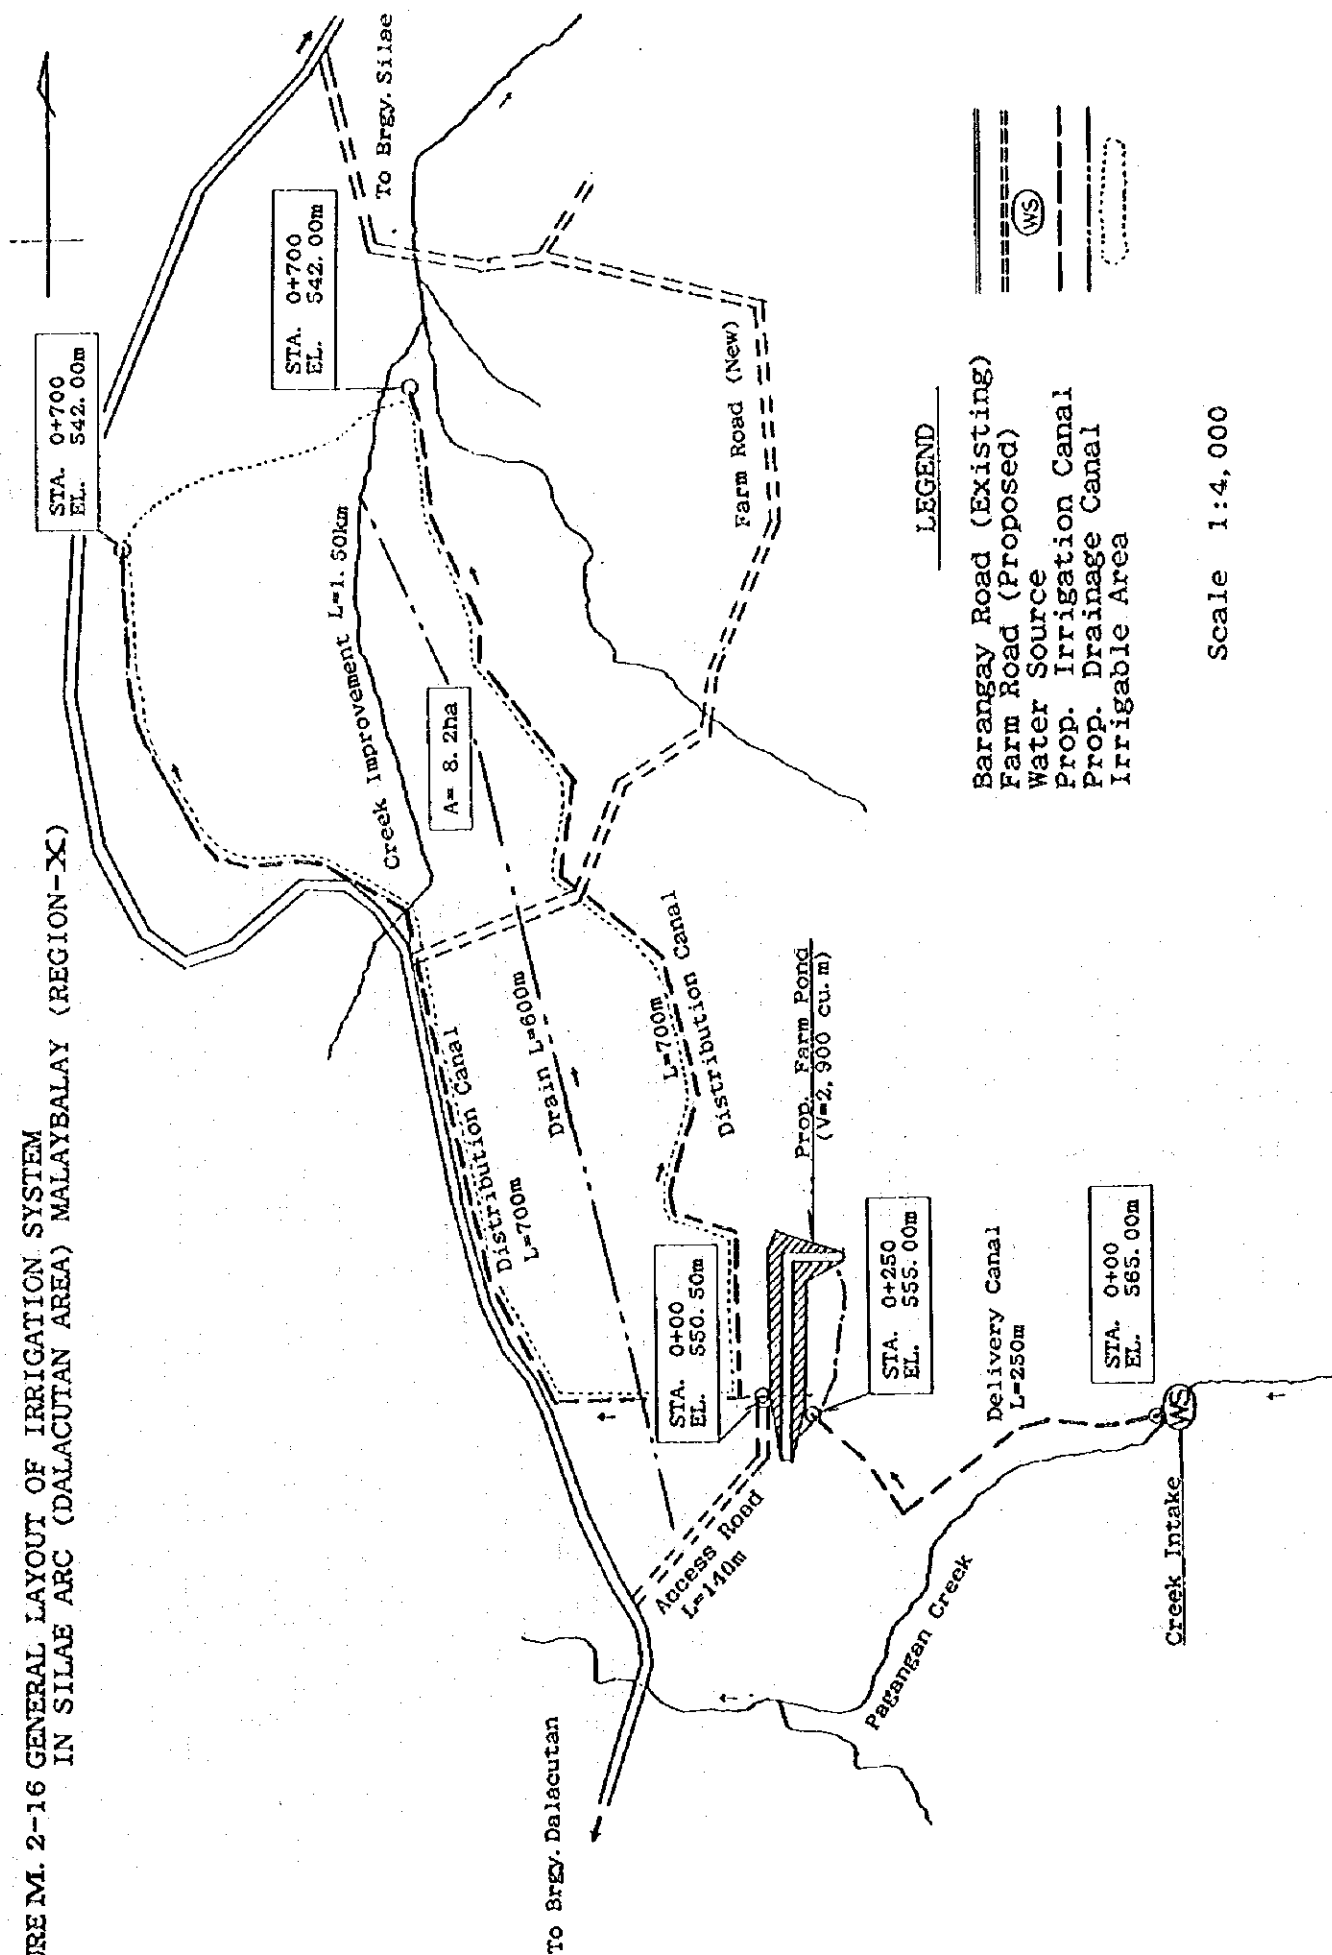 URE M. 2-16 GENERAL LAYOUT OF IRRIGATION SYSTEM
IN SILAE ARC (DALACUTAN AREA) MALAYBALAY (REGION-X)
STA. 0+700
EL. 542.00m
STA. 0+700
EL. 542.00m
To Brgy. Silae
Creek Improvement L=1.50km
A= 8.2ha
Farm Road (New)
Distribution Canal
L=700m
Drain L=600m
L=700m
Distribution Canal
Prop. Farm Pond
(V=2,900 cu.m)
STA. 0+00
EL. 550.50m
STA. 0+250
EL. 555.00m
Delivery Canal
L=250m
STA. 0+00
EL. 565.00m
WS
Creek Intake
Access Road
L=140m
Pagangan Creek
To Brgy. Dalacutan
LEGEND
Barangay Road (Existing)
Farm Road (Proposed)
Water Source
WS
Prop. Irrigation Canal
Prop. Drainage Canal
Irrigable Area
Scale 1:4,000